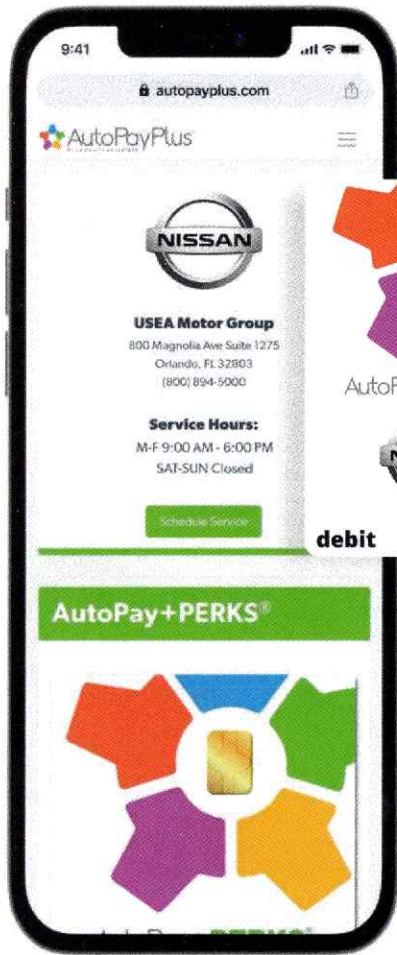 9:41
autopayplus.com
AutoPayPlus
NISSAN
USEA Motor Group
800 Magnolia Ave Suite 1275
Orlando, FL 32803
(800) 894-5000
Service Hours:
M-F 9:00 AM - 6:00 PM
SAT-SUN Closed
Schedule Service
debit
AutoPay+PERKS®